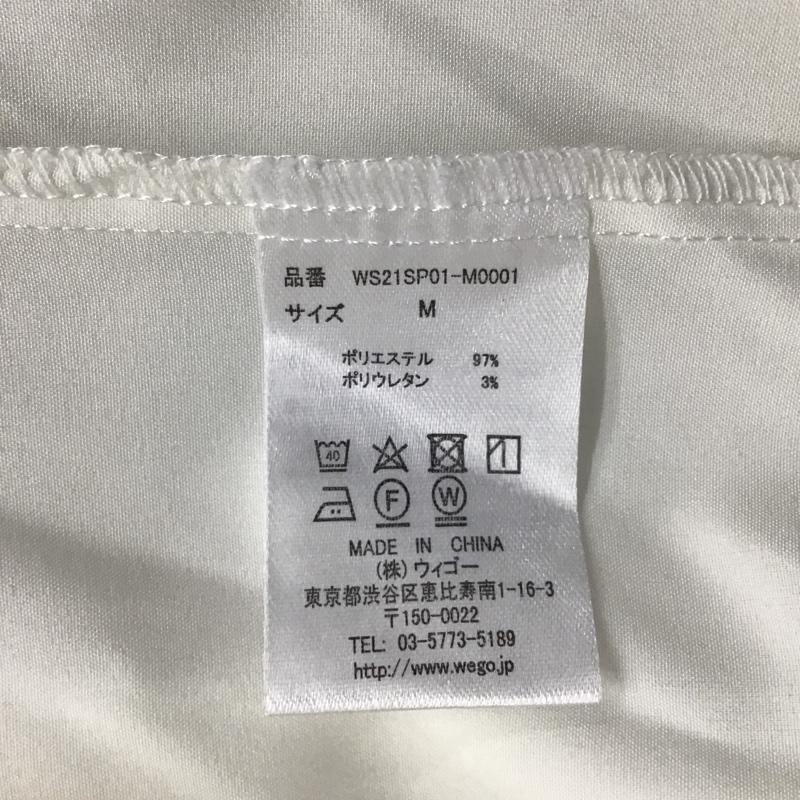 品番 WS21SP01-M0001
サイズ M
ポリエステル 97%
ポリウレタン 3%
40
F W
MADE IN CHINA
(株)ウィゴー
東京都渋谷区恵比寿南1-16-3
〒150-0022
TEL: 03-5773-5189
http://www.wego.jp